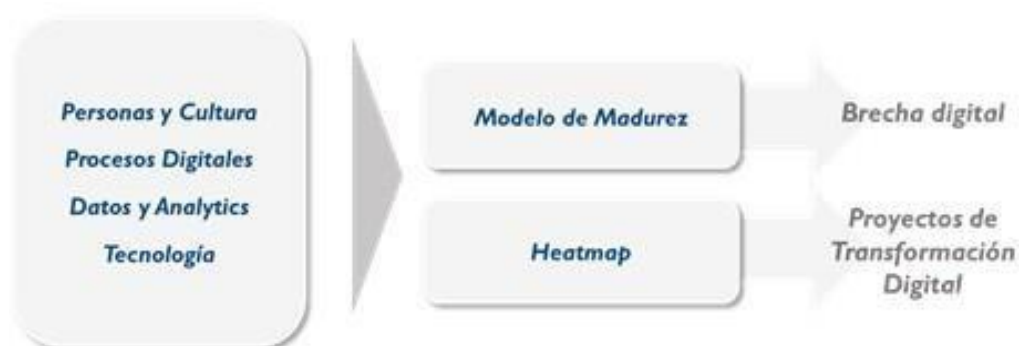 Personas y Cultura
Procesos Digitales
Datos y Analytics
Tecnología
Modelo de Madurez
Brecha digital
Heatmap
Proyectos de
Transformación
Digital